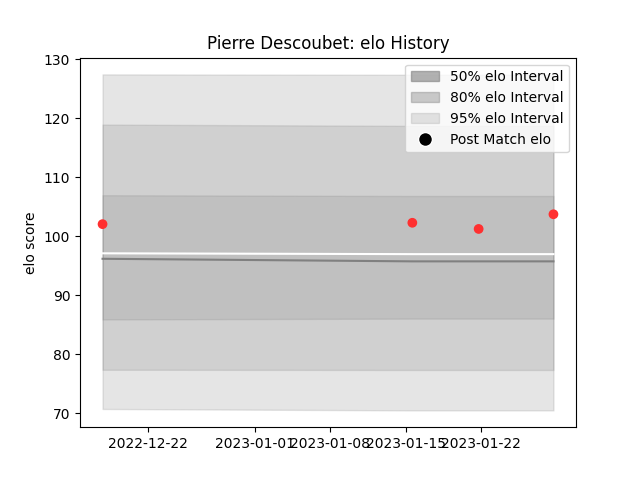 Pierre Descoubet: elo History
130
120
110
100
90
80
70
elo score
50% elo Interval
80% elo Interval
95% elo Interval
Post Match elo
2022-12-22
2023-01-01
2023-01-08
2023-01-15
2023-01-22